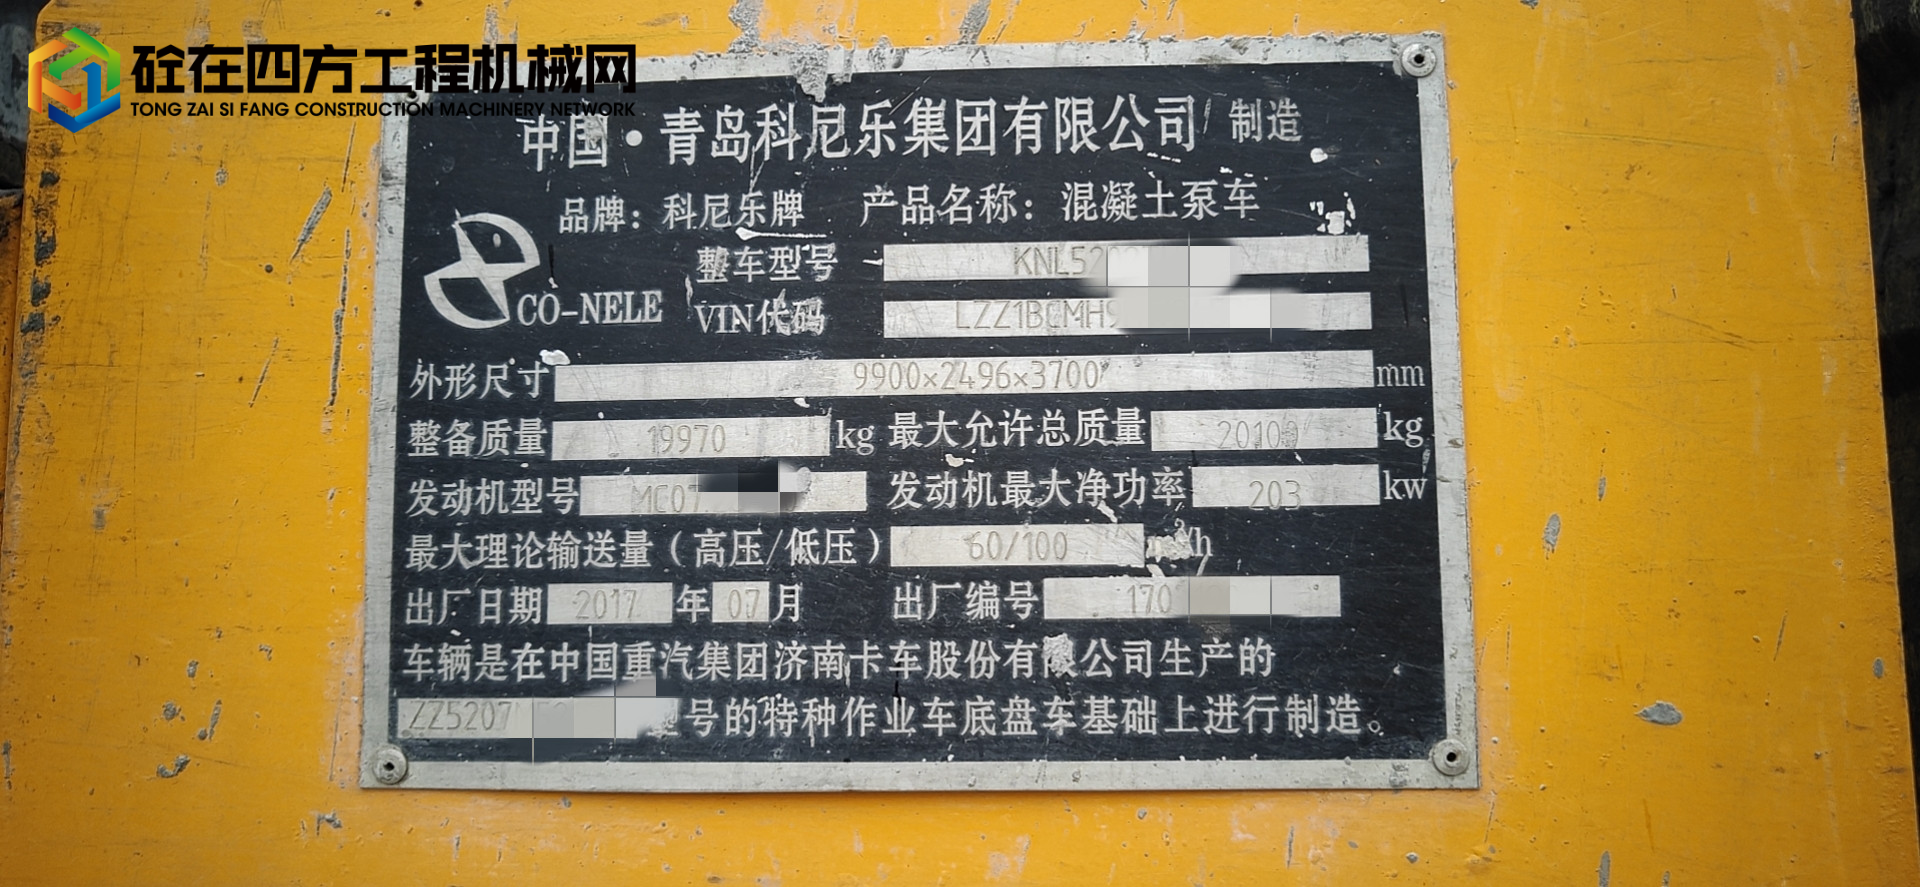 砼在四方工程机械网
TONG ZAI SI FANG CONSTRUCTION MACHINERY NETWORK
中国·青岛科尼乐集团有限公司 制造
品牌：科尼乐牌 产品名称：混凝土泵车
CO-NELE
整车型号 KNL52
VIN代码 LZZ1BCMH9
外形尺寸 9900×2496×3700 mm
整备质量 19970 kg 最大允许总质量 20100 kg
发动机型号 MC07 发动机最大净功率 203 kw
最大理论输送量（高压/低压） 60/100 m³/h
出厂日期 2017 年 07 月 出厂编号 170
车辆是在中国重汽集团济南卡车股份有限公司生产的
ZZ5207 型号的特种作业车底盘车基础上进行制造。